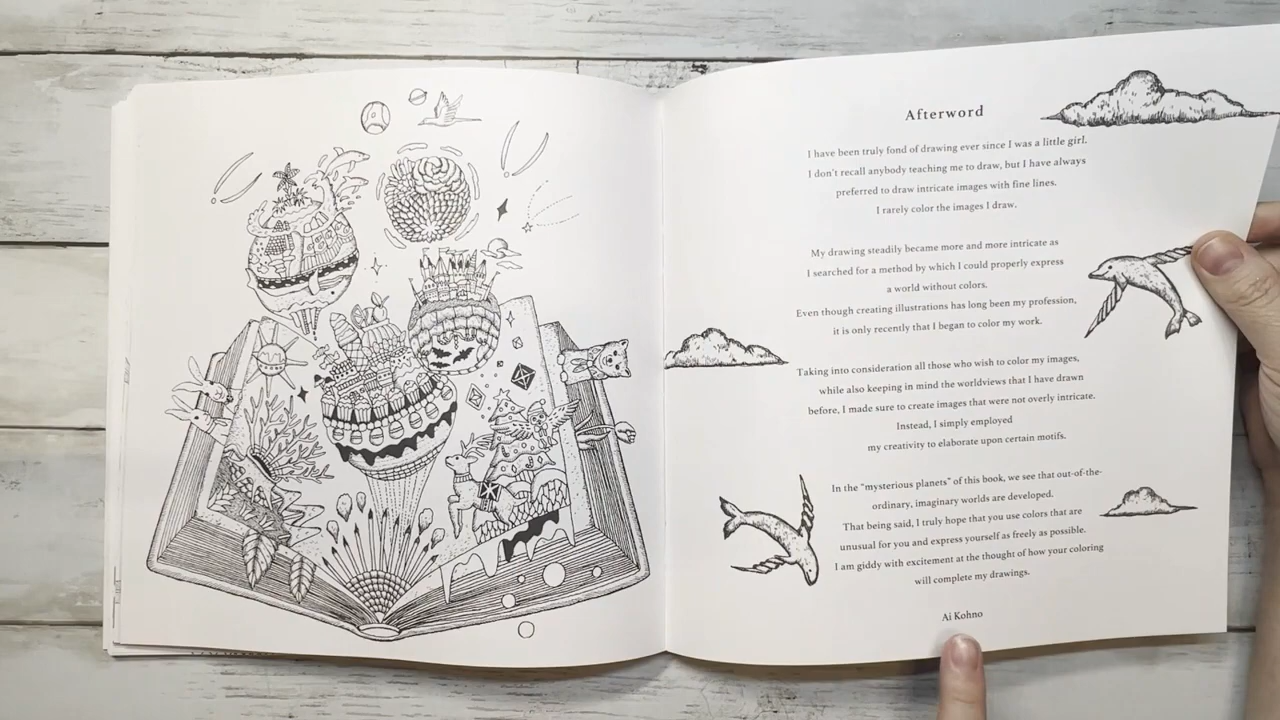 Afterword
I have been truly fond of drawing ever since I was a little girl.
I don't recall anybody teaching me to draw, but I have always
preferred to draw intricate images with fine lines.
I rarely color the images I draw.
My drawing steadily became more and more intricate as
I searched for a method by which I could properly express
a world without colors.
Even though creating illustrations has long been my profession,
it is only recently that I began to color my work.
Taking into consideration all those who wish to color my images,
while also keeping in mind the worldviews that I have drawn
before, I made sure to create images that were not overly intricate.
Instead, I simply employed
my creativity to elaborate upon certain motifs.
In the “mysterious planets” of this book, we see that out-of-the-
ordinary, imaginary worlds are developed.
That being said, I truly hope that you use colors that are
unusual for you and express yourself as freely as possible.
I am giddy with excitement at the thought of how your coloring
will complete my drawings.
Ai Kohno